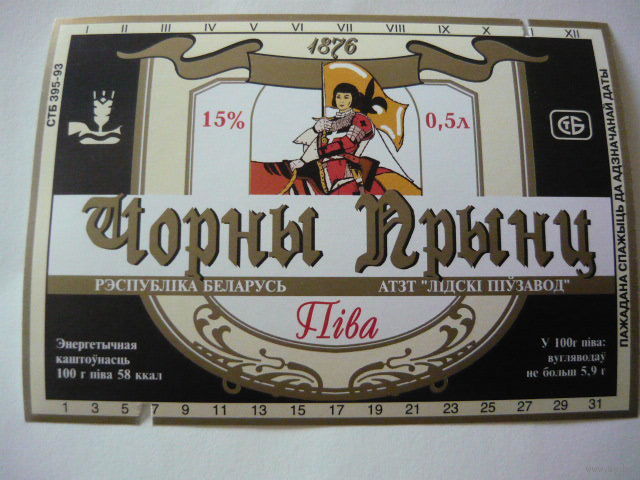 I II III IV V VI VII VIII IX X XI XII
1876
СТБ 395-93
15%
0,5л
СТБ
Чорны Прынц
РЭСПУБЛІКА БЕЛАРУСЬ
АТЗТ "ЛІДСКІ ПІЎЗАВОД"
Піва
Энергетычная
каштоўнасць
100 г піва 58 ккал
У 100г піва:
вугляводаў
не больш 5,9 г
ПАЖАДАНА СПАЖЫЦЬ ДА АДЗНАЧАНАЙ ДАТЫ
1 3 5 7 9 11 13 15 17 19 21 23 25 27 29 31